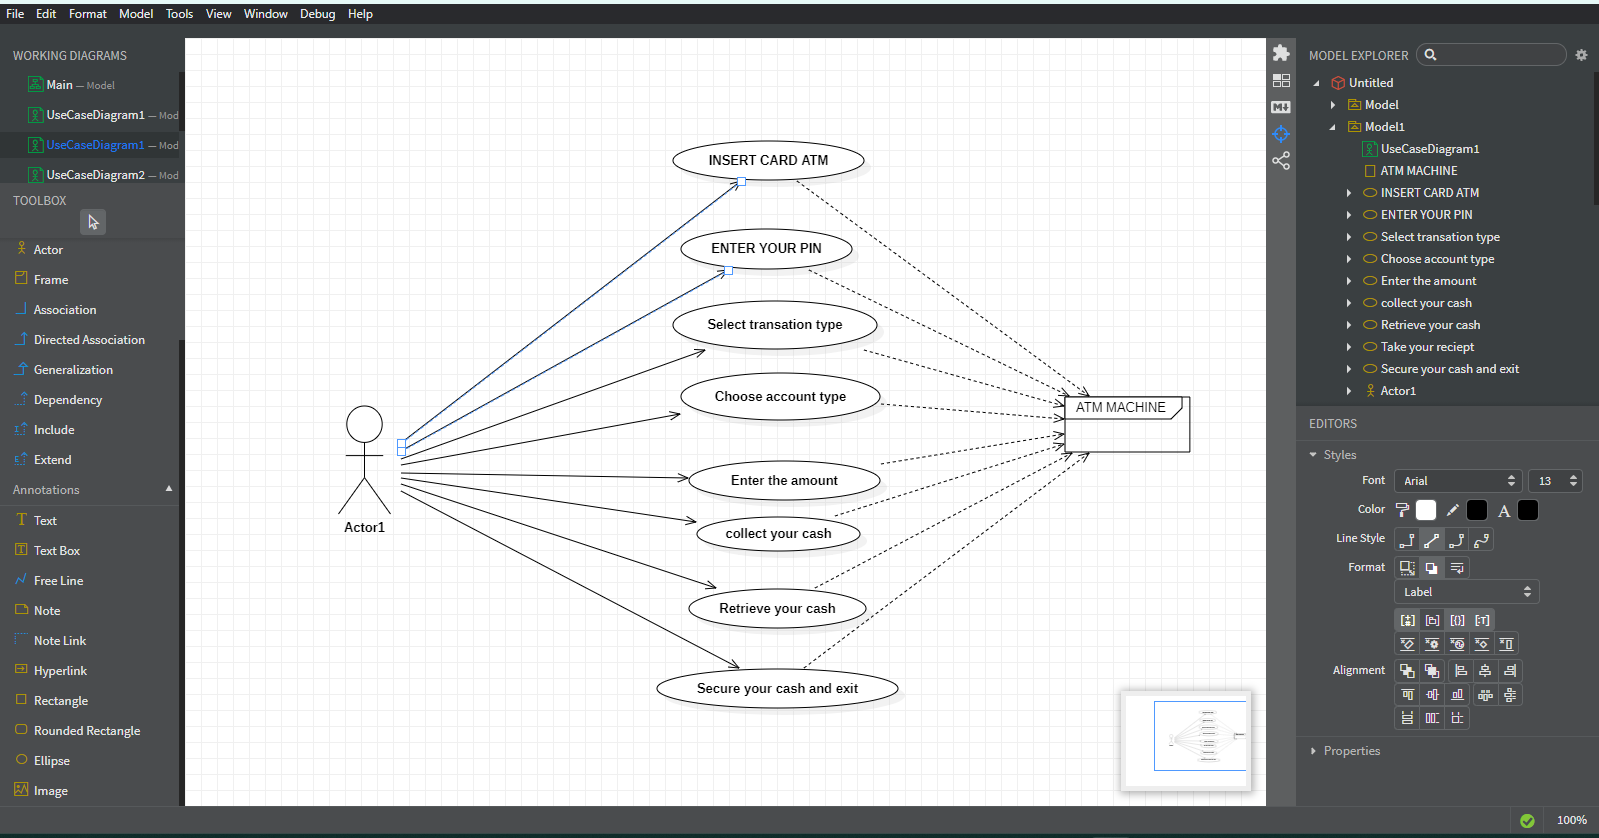 File Edit Format Model Tools View Window Debug Help
WORKING DIAGRAMS
Main — Model
UseCaseDiagram1 — Mod
UseCaseDiagram1 — Mod
UseCaseDiagram2 — Mod
TOOLBOX
Actor
Frame
Association
Directed Association
Generalization
Dependency
Include
Extend
Annotations
Text
Text Box
Free Line
Note
Note Link
Hyperlink
Rectangle
Rounded Rectangle
Ellipse
Image
INSERT CARD ATM
ENTER YOUR PIN
Select transation type
Choose account type
Enter the amount
collect your cash
Retrieve your cash
Secure your cash and exit
Actor1
ATM MACHINE
MODEL EXPLORER
Untitled
Model
Model1
UseCaseDiagram1
ATM MACHINE
INSERT CARD ATM
ENTER YOUR PIN
Select transation type
Choose account type
Enter the amount
collect your cash
Retrieve your cash
Take your reciept
Secure your cash and exit
Actor1
EDITORS
Styles
Font Arial 13
Color A
Line Style
Format
Label
Alignment
Properties
100%